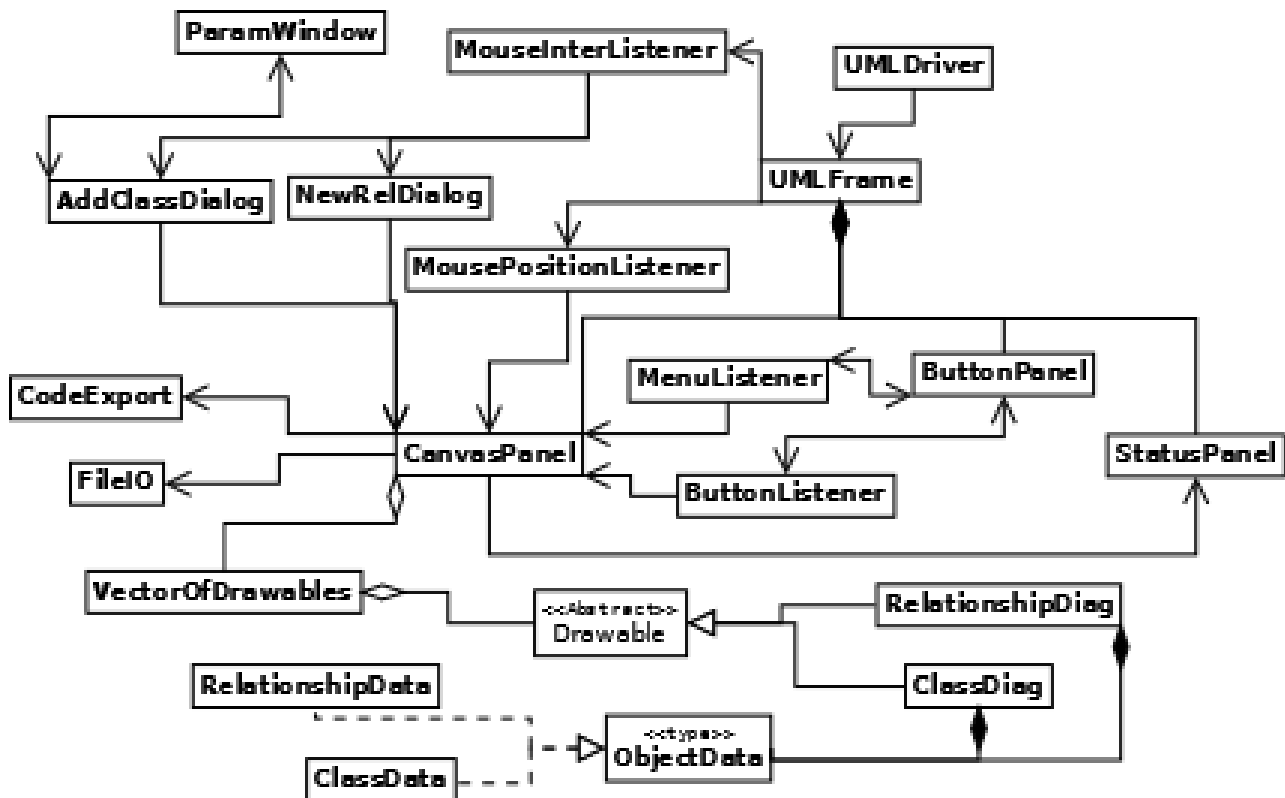 ParamWindow
MouseInterListener
UMLDriver
AddClassDialog
NewRelDialog
UMLFrame
MousePositionListener
CodeExport
MenuListener
ButtonPanel
CanvasPanel
StatusPanel
FileIO
ButtonListener
VectorOfDrawables
<<Abstract>>
Drawable
RelationshipDiag
RelationshipData
ClassDiag
<<type>>
ObjectData
ClassData